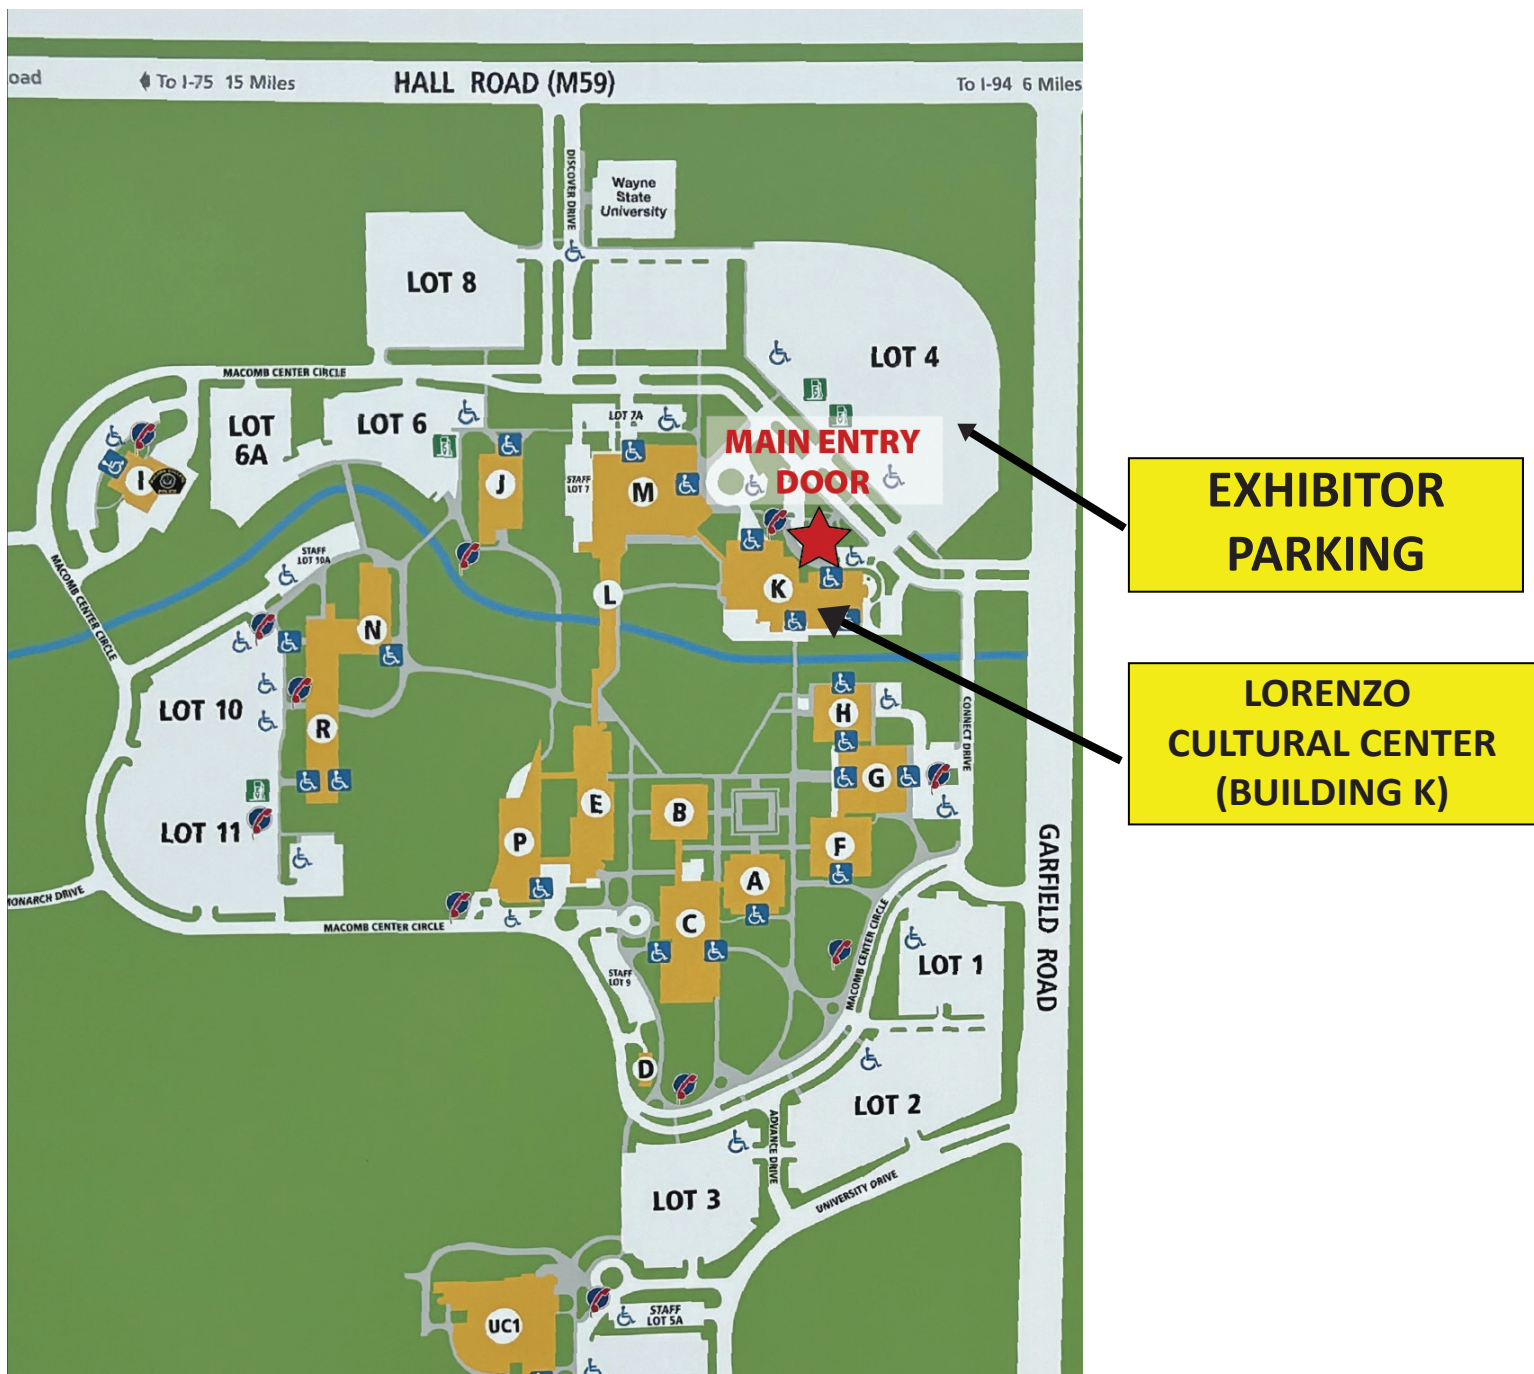 oad
To I-75 15 Miles
HALL ROAD (M59)
To I-94 6 Miles
DISCOVER DRIVE
Wayne
State
University
LOT 8
LOT 4
MACOMB CENTER CIRCLE
LOT
6A
LOT 6
LOT 7A
MAIN ENTRY
DOOR
EXHIBITOR
PARKING
I
J
STAFF
LOT 7
M
STAFF
LOT 10A
MACOMB CENTER CIRCLE
K
L
N
LORENZO
CULTURAL CENTER
(BUILDING K)
LOT 10
R
H
CONNECT DRIVE
G
E
B
LOT 11
P
F
A
C
MONARCH DRIVE
MACOMB CENTER CIRCLE
MACOMB CENTER CIRCLE
GARFIELD ROAD
STAFF
LOT 9
LOT 1
D
LOT 2
ADVANCE DRIVE
LOT 3
UNIVERSITY DRIVE
UC1
STAFF
LOT 5A